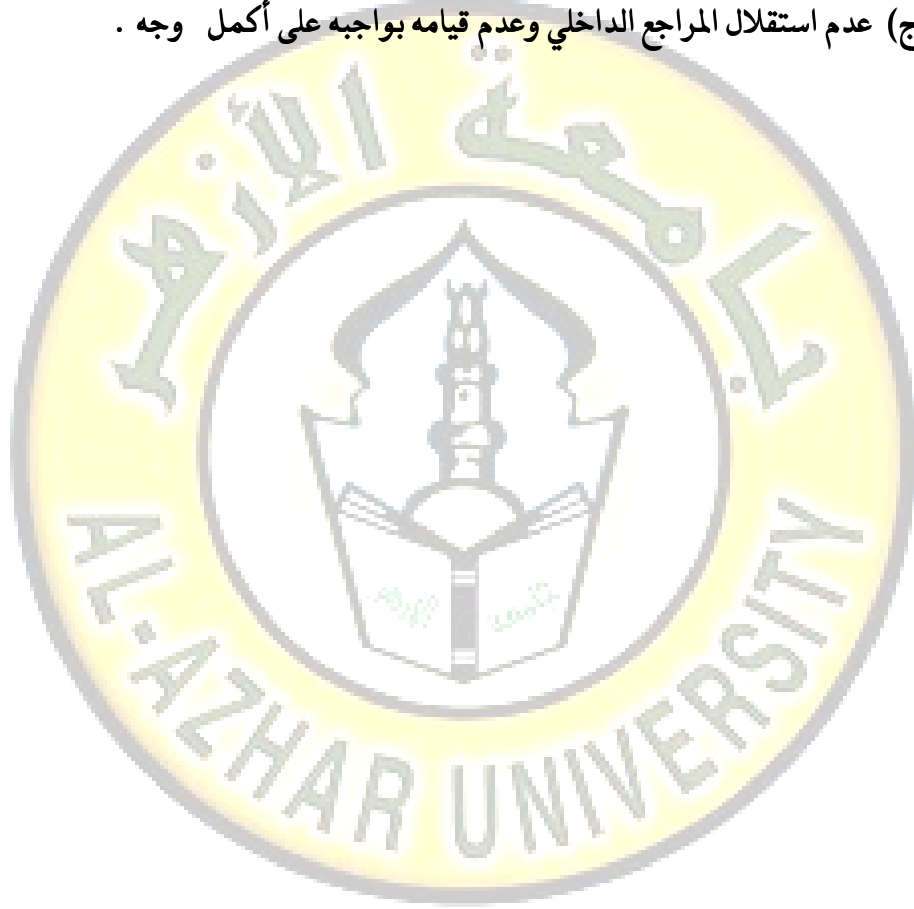 ج) عدم استقلال المراجع الداخلي وعدم قيامه بواجبه على أكمل وجه .
جامعة الأزهر
AL-AZHAR UNIVERSITY